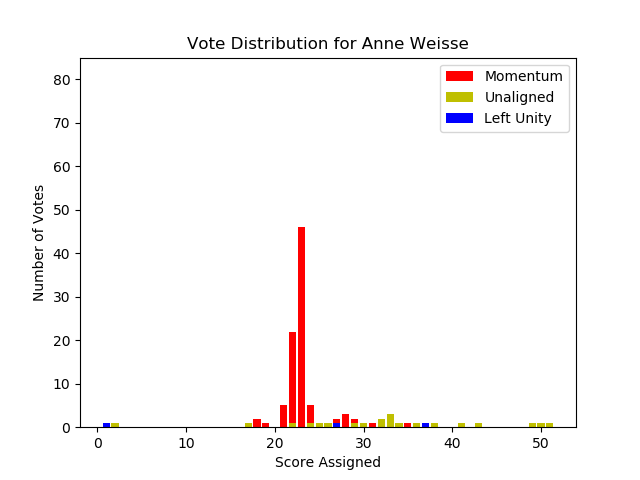 Vote Distribution for Anne Weisse
Momentum
Unaligned
Left Unity
Number of Votes
80
70
60
50
40
30
20
10
0
0 10 20 30 40 50
Score Assigned